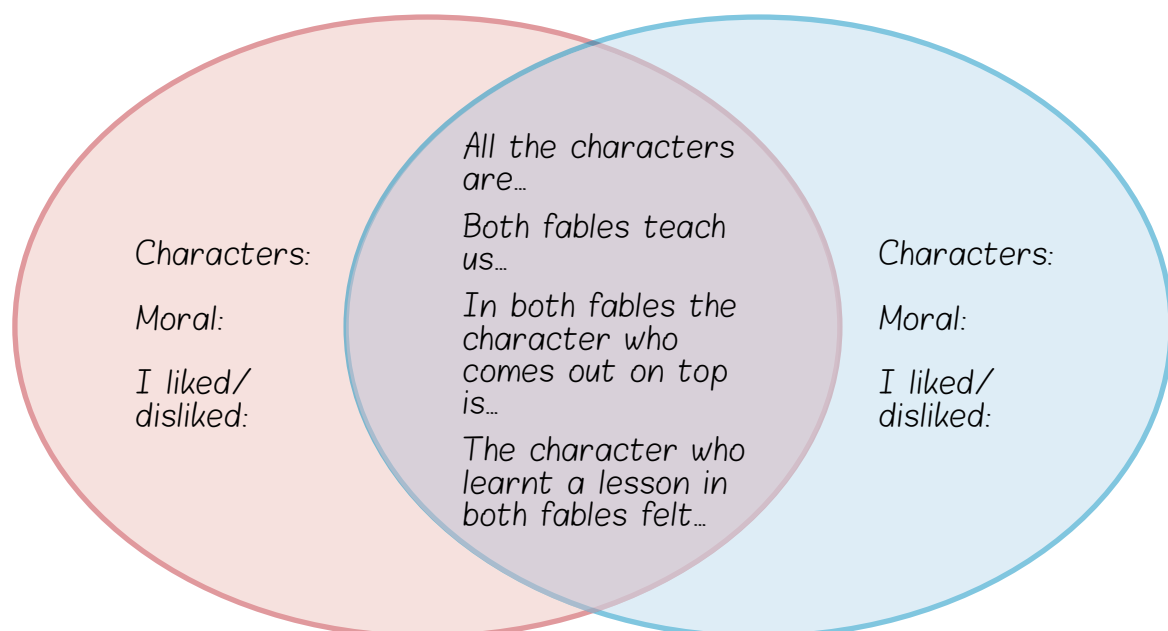 Characters:
Moral:
I liked/
disliked:
All the characters
are...
Both fables teach
us...
In both fables the
character who
comes out on top
is...
The character who
learnt a lesson in
both fables felt...
Characters:
Moral:
I liked/
disliked: